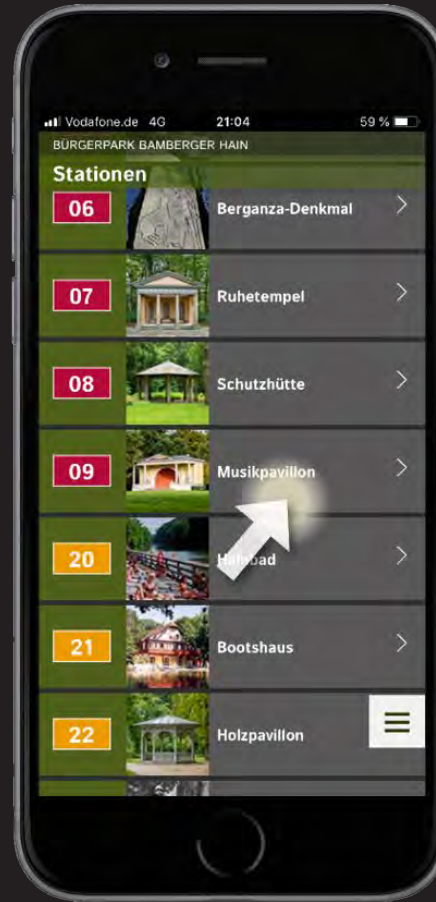 Vodafone.de 4G 21:04 59 %
BÜRGERPARK BAMBERGER HAIN
Stationen
06 Berganza-Denkmal
07 Ruhetempel
08 Schutzhütte
09 Musikpavillon
20 Hainbad
21 Bootshaus
22 Holzpavillon